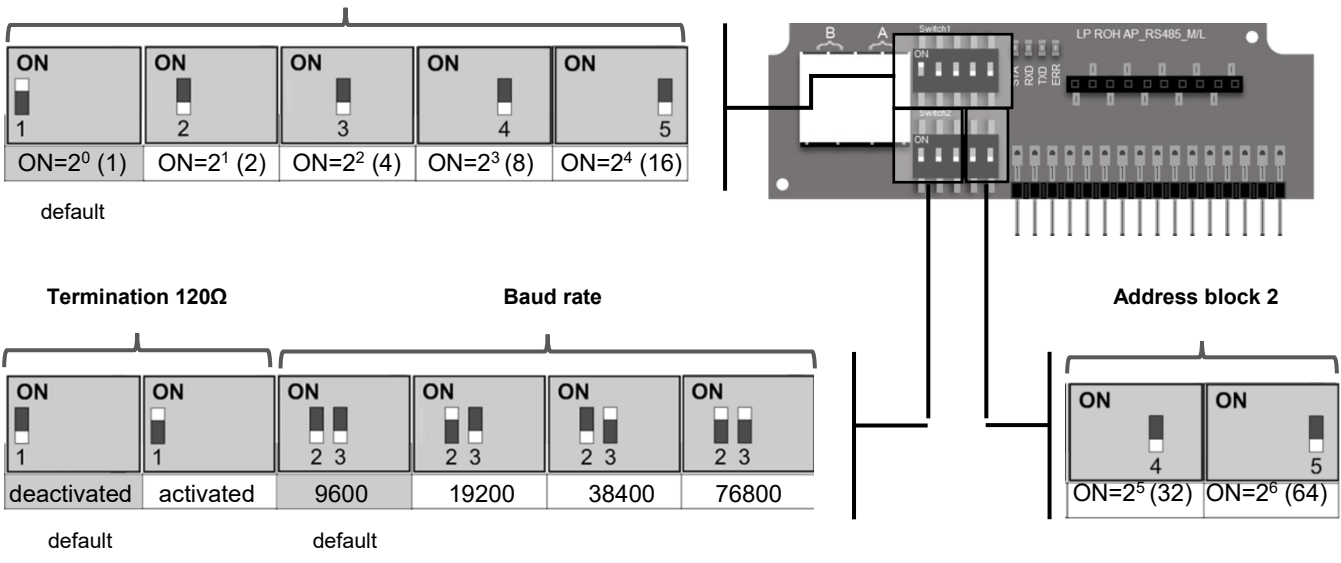 ON ON ON ON ON
1 2 3 4 5
ON=2⁰ (1) ON=2¹ (2) ON=2² (4) ON=2³ (8) ON=2⁴ (16)
default
B A Switch1 LP ROH AP_RS485_M/L
ON
STA RXD TXD ERR
Switch2
ON
Termination 120Ω Baud rate Address block 2
ON ON ON ON ON ON
1 1 2 3 2 3 2 3 2 3
deactivated activated 9600 19200 38400 76800
default default
ON ON
4 5
ON=2⁵ (32) ON=2⁶ (64)